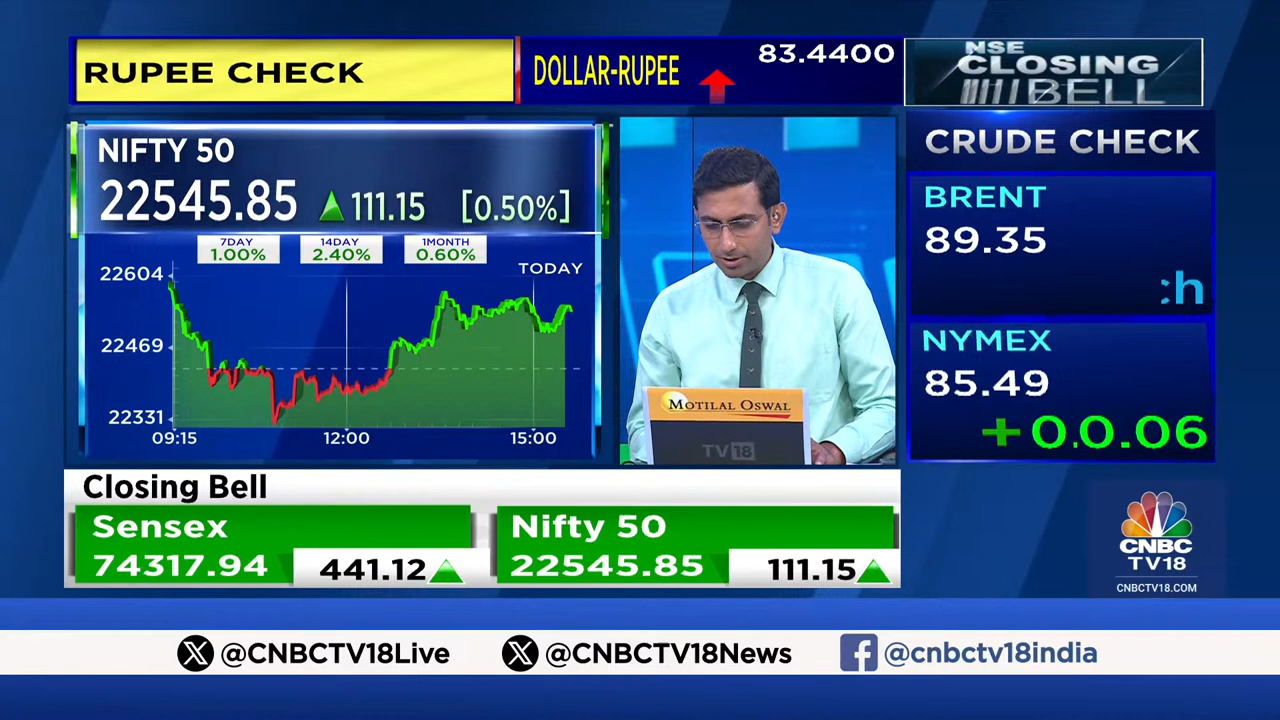 RUPEE CHECK
DOLLAR-RUPEE
83.4400
NSE
CLOSING
BELL
NIFTY 50
22545.85 111.15 [0.50%]
7DAY
1.00%
14DAY
2.40%
1MONTH
0.60%
TODAY
22604
22469
22331
09:15
12:00
15:00
MOTILAL OSWAL
TV18
CRUDE CHECK
BRENT
89.35
:h
NYMEX
85.49
+0.0.06
Closing Bell
Sensex
74317.94 441.12
Nifty 50
22545.85 111.15
CNBC
TV18
CNBCTV18.COM
@CNBCTV18Live
@CNBCTV18News
@cnbctv18india